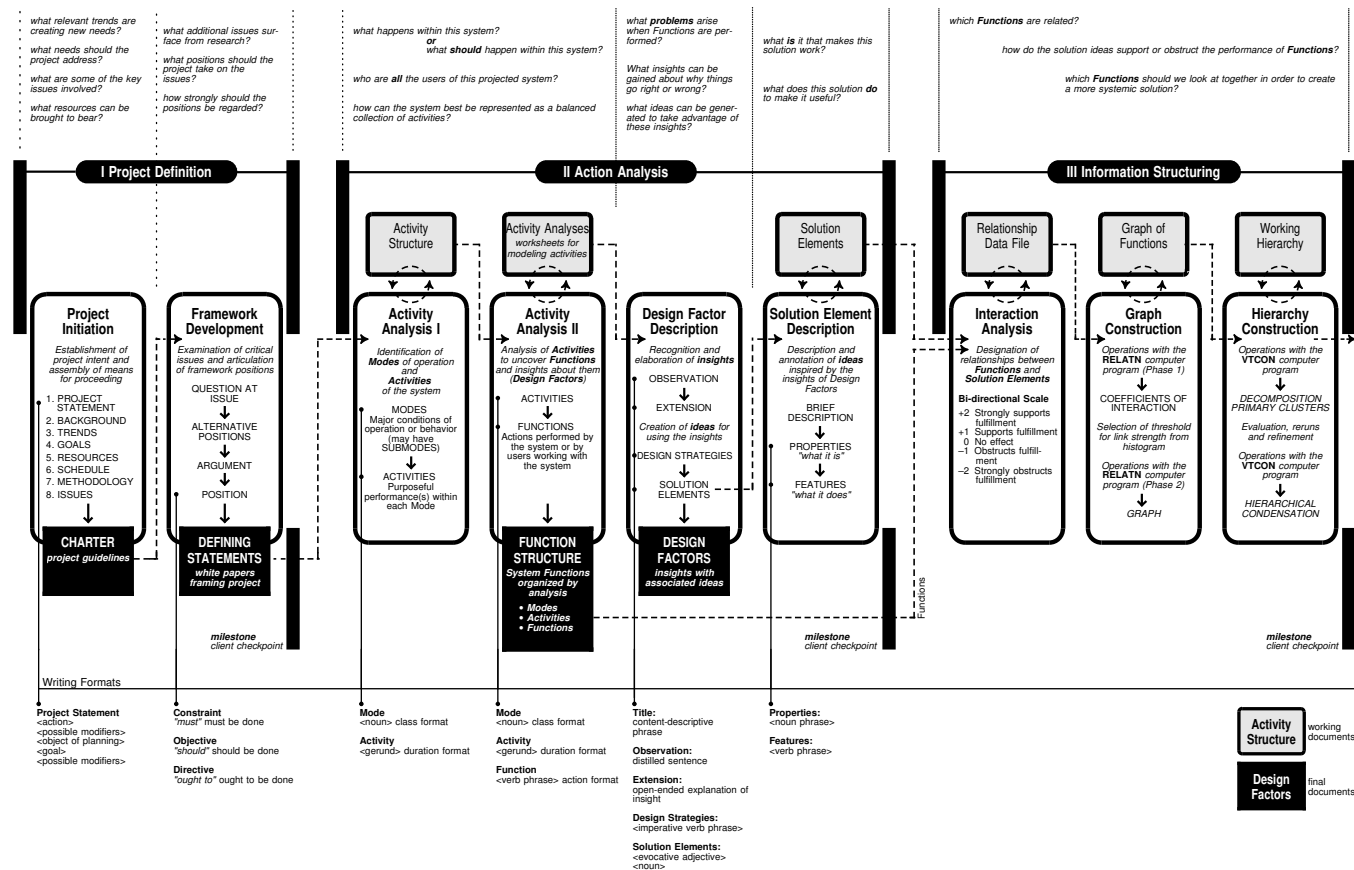 what relevant trends are
creating new needs?
what needs should the
project address?
what are some of the key
issues involved?
what resources can be
brought to bear?
what additional issues sur-
face from research?
what positions should the
project take on the
issues?
how strongly should the
positions be regarded?
what happens within this system?
or
what should happen within this system?
who are all the users of this projected system?
how can the system best be represented as a balanced
collection of activities?
what problems arise
when Functions are per-
formed?
What insights can be
gained about why things
go right or wrong?
what ideas can be gener-
ated to take advantage of
these insights?
what is it that makes this
solution work?
what does this solution do
to make it useful?
which Functions are related?
how do the solution ideas support or obstruct the performance of Functions?
which Functions should we look at together in order to create
a more systemic solution?
I Project Definition
II Action Analysis
III Information Structuring
Activity
Structure
Activity Analyses
worksheets for
modeling activities
Solution
Elements
Relationship
Data File
Graph of
Functions
Working
Hierarchy
Project
Initiation
Establishment of
project intent and
assembly of means
for proceeding
1. PROJECT
STATEMENT
2. BACKGROUND
3. TRENDS
4. GOALS
5. RESOURCES
6. SCHEDULE
7. METHODOLOGY
8. ISSUES
CHARTER
project guidelines
Framework
Development
Examination of critical
issues and articulation
of framework positions
QUESTION AT
ISSUE
ALTERNATIVE
POSITIONS
ARGUMENT
POSITION
DEFINING
STATEMENTS
white papers
framing project
milestone
client checkpoint
Activity
Analysis I
Identification of
Modes of operation
and
Activities
of the system
MODES
Major conditions of
operation or behavior
(may have
SUBMODES)
ACTIVITIES
Purposeful
performance(s) within
each Mode
Activity
Analysis II
Analysis of Activities
to uncover Functions
and insights about them
(Design Factors)
ACTIVITIES
FUNCTIONS
Actions performed by
the system or by
users working with
the system
FUNCTION
STRUCTURE
System Functions
organized by
analysis
• Modes
• Activities
• Functions
Design Factor
Description
Recognition and
elaboration of insights
OBSERVATION
EXTENSION
Creation of ideas for
using the insights
DESIGN STRATEGIES
SOLUTION
ELEMENTS
DESIGN
FACTORS
insights with
associated ideas
Solution Element
Description
Description and
annotation of ideas
inspired by the
insights of Design
Factors
BRIEF
DESCRIPTION
PROPERTIES
"what it is"
FEATURES
"what it does"
milestone
client checkpoint
Functions
Interaction
Analysis
Designation of
relationships between
Functions and
Solution Elements
Bi-directional Scale
+2 Strongly supports
fulfillment
+1 Supports fulfillment
0 No effect
–1 Obstructs fulfill-
ment
–2 Strongly obstructs
fulfillment
Graph
Construction
Operations with the
RELATN computer
program (Phase 1)
COEFFICIENTS OF
INTERACTION
Selection of threshold
for link strength from
histogram
Operations with the
RELATN computer
program (Phase 2)
GRAPH
Hierarchy
Construction
Operations with the
VTCON computer
program
DECOMPOSITION
PRIMARY CLUSTERS
Evaluation, reruns
and refinement
Operations with the
VTCON computer
program
HIERARCHICAL
CONDENSATION
milestone
client checkpoint
Writing Formats
Project Statement
<action>
<possible modifiers>
<object of planning>
<goal>
<possible modifiers>
Constraint
"must" must be done
Objective
"should" should be done
Directive
"ought to" ought to be done
Mode
<noun> class format
Activity
<gerund> duration format
Mode
<noun> class format
Activity
<gerund> duration format
Function
<verb phrase> action format
Title:
content-descriptive
phrase
Observation:
distilled sentence
Extension:
open-ended explanation of
insight
Design Strategies:
<imperative verb phrase>
Solution Elements:
<evocative adjective>
<noun>
Properties:
<noun phrase>
Features:
<verb phrase>
Activity
Structure
working
documents
Design
Factors
final
documents